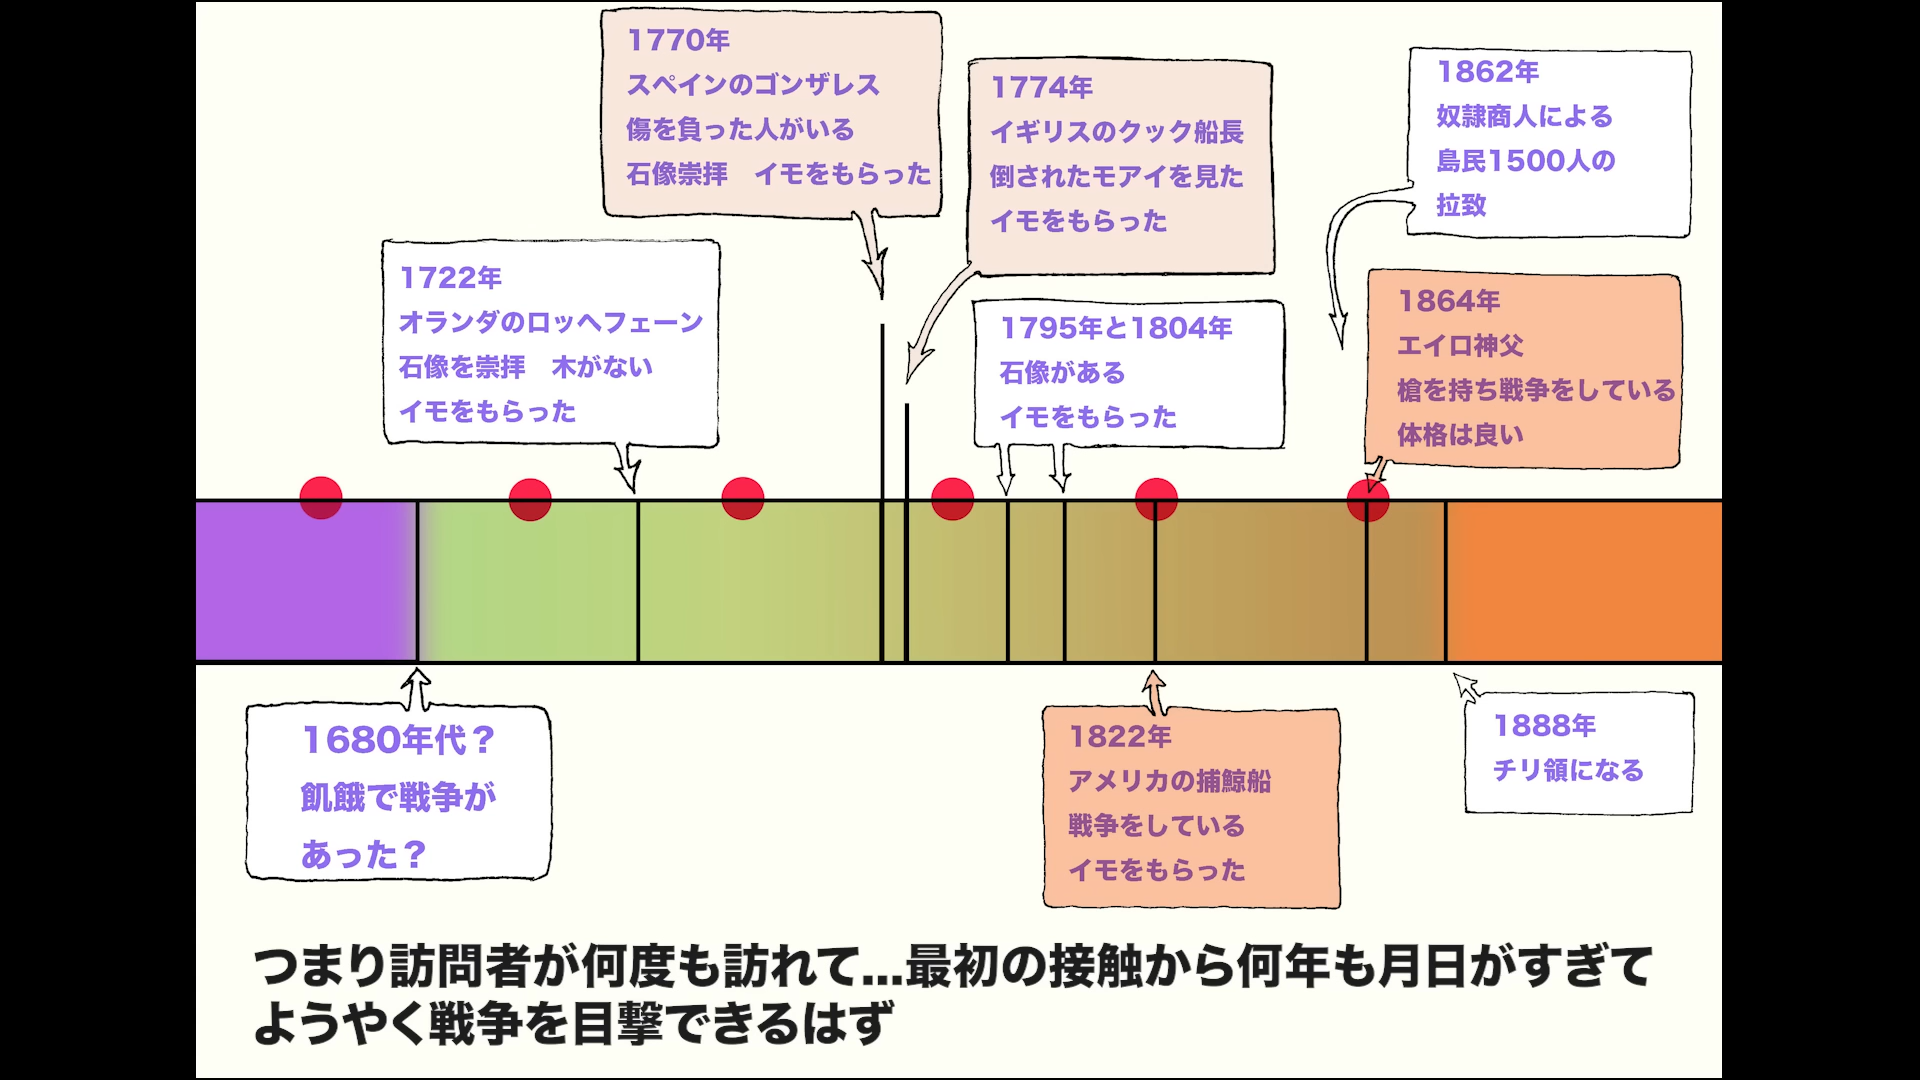 1770年
スペインのゴンザレス
傷を負った人がいる
石像崇拝　イモをもらった
1774年
イギリスのクック船長
倒されたモアイを見た
イモをもらった
1862年
奴隷商人による
島民1500人の
拉致
1722年
オランダのロッヘフェーン
石像を崇拝　木がない
イモをもらった
1795年と1804年
石像がある
イモをもらった
1864年
エイロ神父
槍を持ち戦争をしている
体格は良い
1680年代？
飢餓で戦争が
あった？
1822年
アメリカの捕鯨船
戦争をしている
イモをもらった
1888年
チリ領になる
つまり訪問者が何度も訪れて...最初の接触から何年も月日がすぎて
ようやく戦争を目撃できるはず